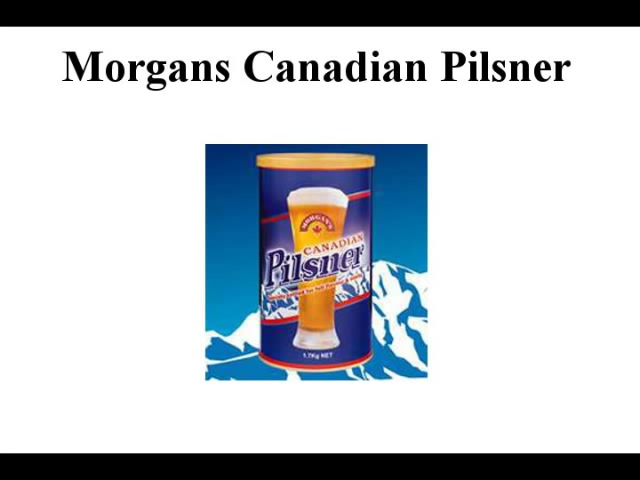 Morgans Canadian Pilsner
MORGAN'S
CANADIAN
Pilsner
1.7Kg NET